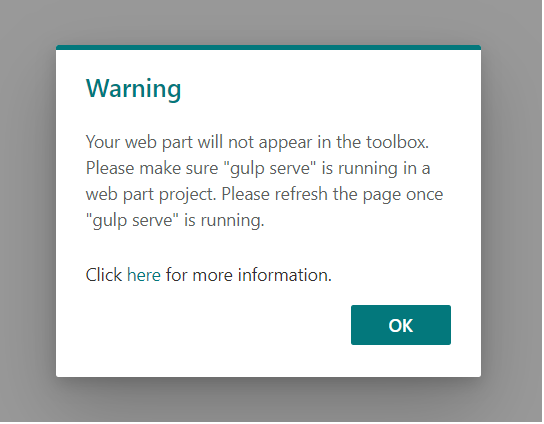 Warning
Your web part will not appear in the toolbox.
Please make sure "gulp serve" is running in a
web part project. Please refresh the page once
"gulp serve" is running.
Click here for more information.
OK